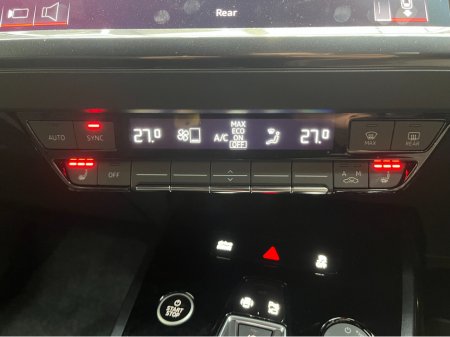 Rear
AUTO
SYNC
27.0
A/C
MAX
ECO
ON
OFF
27.0
MAX
REAR
OFF
A
M
START
STOP